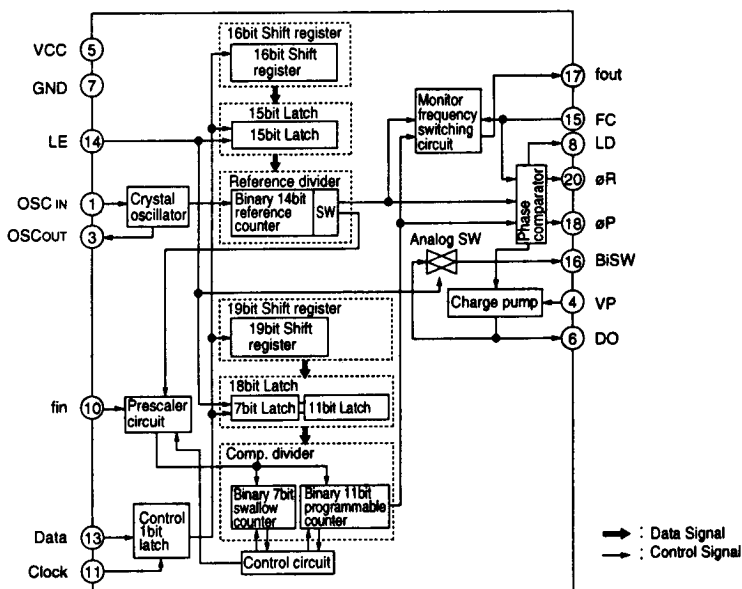 16bit Shift register
VCC
5
16bit Shift
register
GND
7
17
fout
Monitor
frequency
switching
circuit
15bit Latch
15
FC
LE
14
15bit Latch
8
LD
Reference divider
20
øR
OSC IN
1
Crystal
oscillator
Binary 14bit
reference
counter
SW
Phase comparator
18
øP
OSCOUT
3
Analog SW
16
BiSW
Charge pump
4
VP
19bit Shift register
19bit Shift
register
6
DO
18bit Latch
fin
10
Prescaler
circuit
7bit Latch
11bit Latch
Comp. divider
Binary 7bit
swallow
counter
Binary 11bit
programmable
counter
Data
13
Control
1bit
latch
: Data Signal
Clock
11
Control circuit
: Control Signal